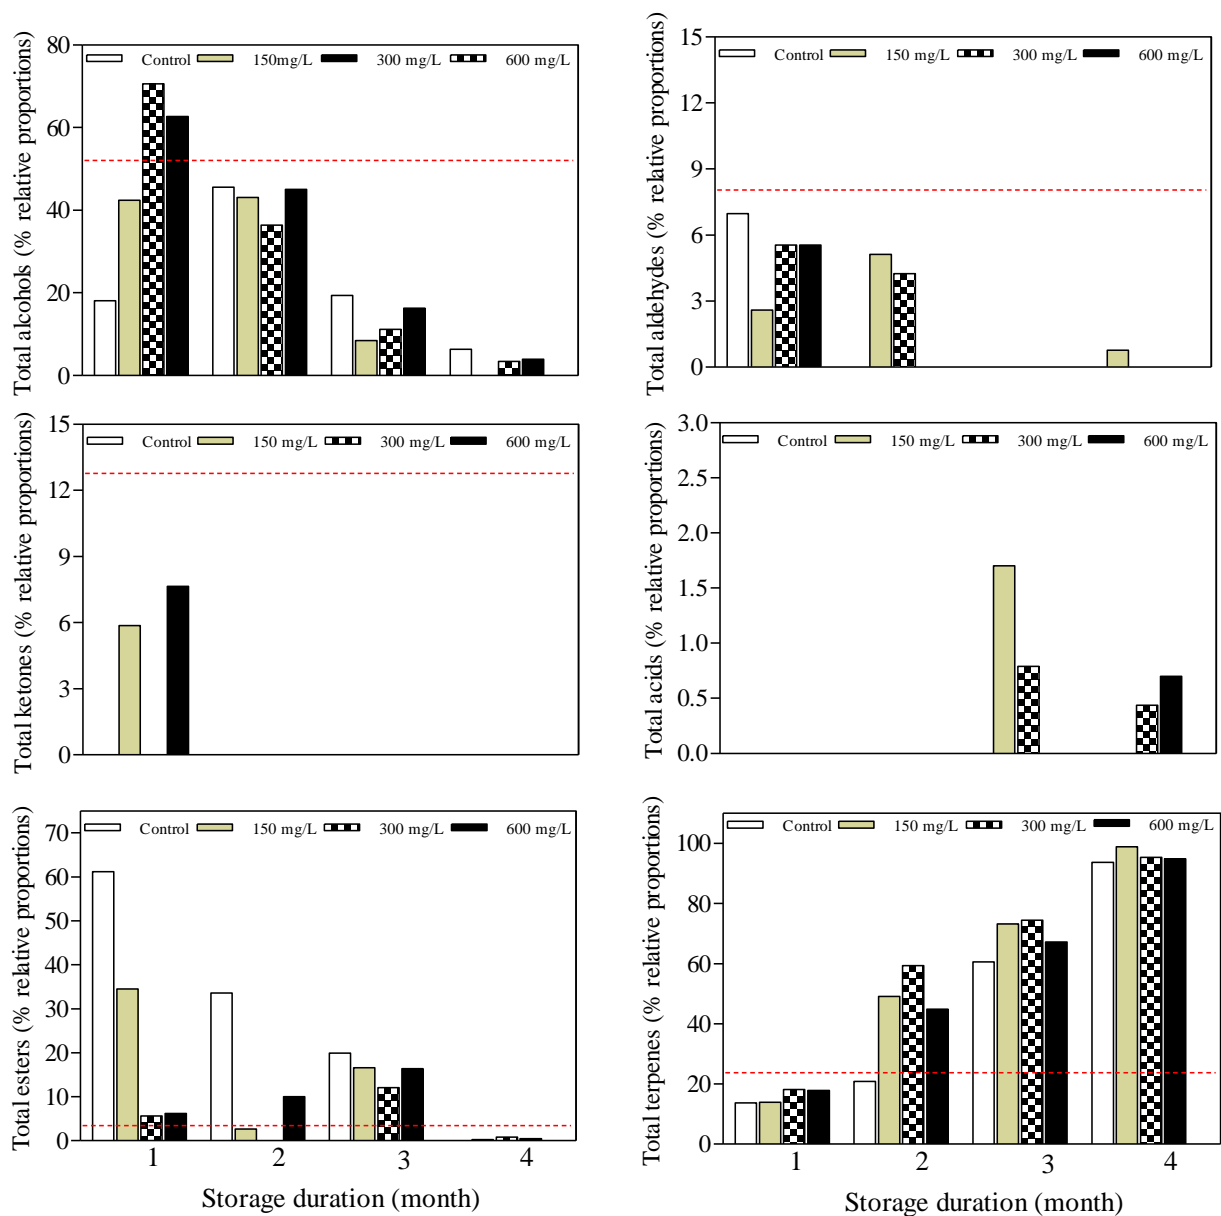 Total alcohols (% relative proportions)
80
60
40
20
0
Control 150mg/L 300 mg/L 600 mg/L
Total aldehydes (% relative proportions)
15
12
9
6
3
0
Control 150 mg/L 300 mg/L 600 mg/L
Total ketones (% relative proportions)
15
12
9
6
3
0
Control 150 mg/L 300 mg/L 600 mg/L
Total acids (% relative proportions)
3.0
2.5
2.0
1.5
1.0
0.5
0.0
Control 150 mg/L 300 mg/L 600 mg/L
Total esters (% relative proportions)
70
60
50
40
30
20
10
0
Control 150 mg/L 300 mg/L 600 mg/L
1 2 3 4
Storage duration (month)
Total terpenes (% relative proportions)
100
80
60
40
20
0
Control 150 mg/L 300 mg/L 600 mg/L
1 2 3 4
Storage duration (month)